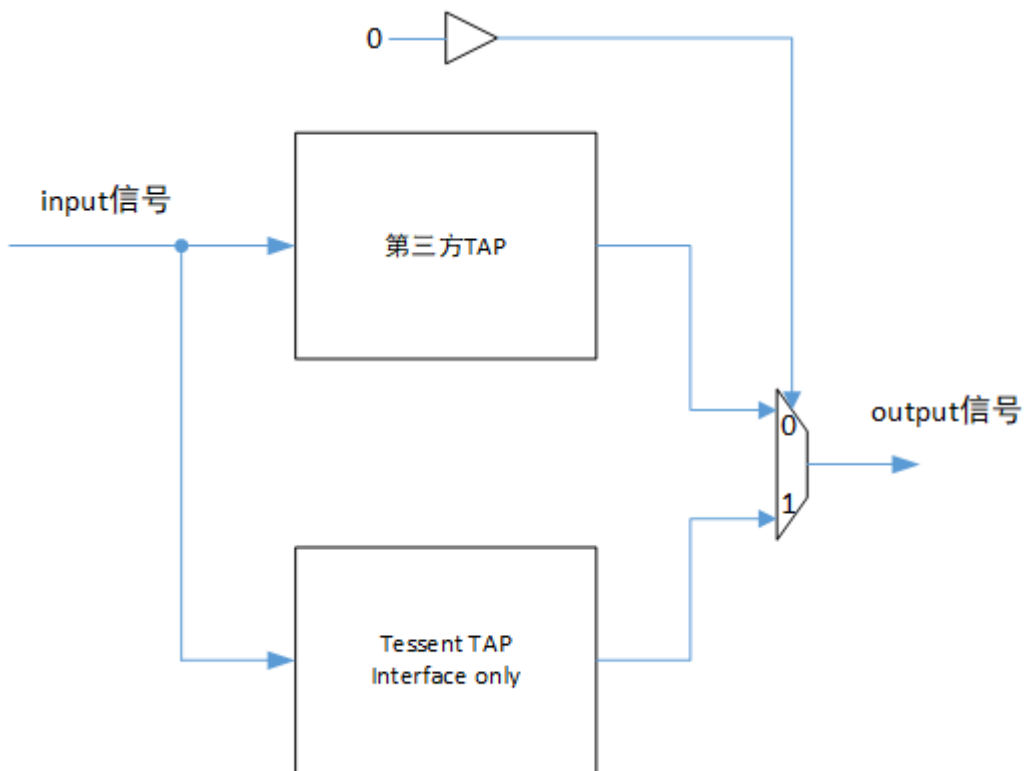 0
input信号
第三方TAP
0
output信号
1
Tessent TAP
Interface only